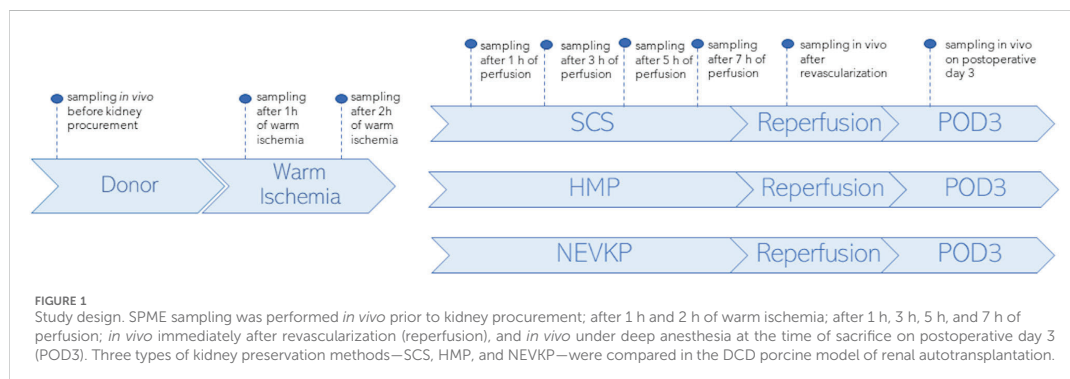 sampling in vivo
before kidney
procurement
sampling
after 1h
of warm
ischemia
sampling
after 2h
of warm
ischemia
Donor
Warm
Ischemia
sampling
after 1 h of
perfusion
sampling
after 3 h of
perfusion
sampling
after 5 h of
perfusion
sampling
after 7 h of
perfusion
sampling in vivo
after
revascularization
sampling in vivo
on postoperative
day 3
SCS
Reperfusion
POD3
HMP
Reperfusion
POD3
NEVKP
Reperfusion
POD3
FIGURE 1
Study design. SPME sampling was performed in vivo prior to kidney procurement; after 1 h and 2 h of warm ischemia; after 1 h, 3 h, 5 h, and 7 h of
perfusion; in vivo immediately after revascularization (reperfusion), and in vivo under deep anesthesia at the time of sacrifice on postoperative day 3
(POD3). Three types of kidney preservation methods—SCS, HMP, and NEVKP—were compared in the DCD porcine model of renal autotransplantation.